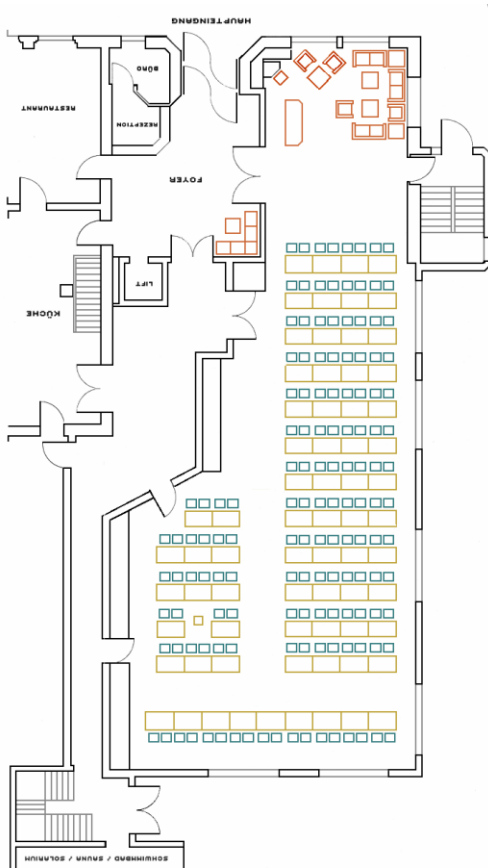 HAUPTEINGANG
BÜRO
REZEPTION
RESTAURANT
FOYER
LIFT
KÜCHE
SCHWIMMBAD / SAUNA / SOLARIUM